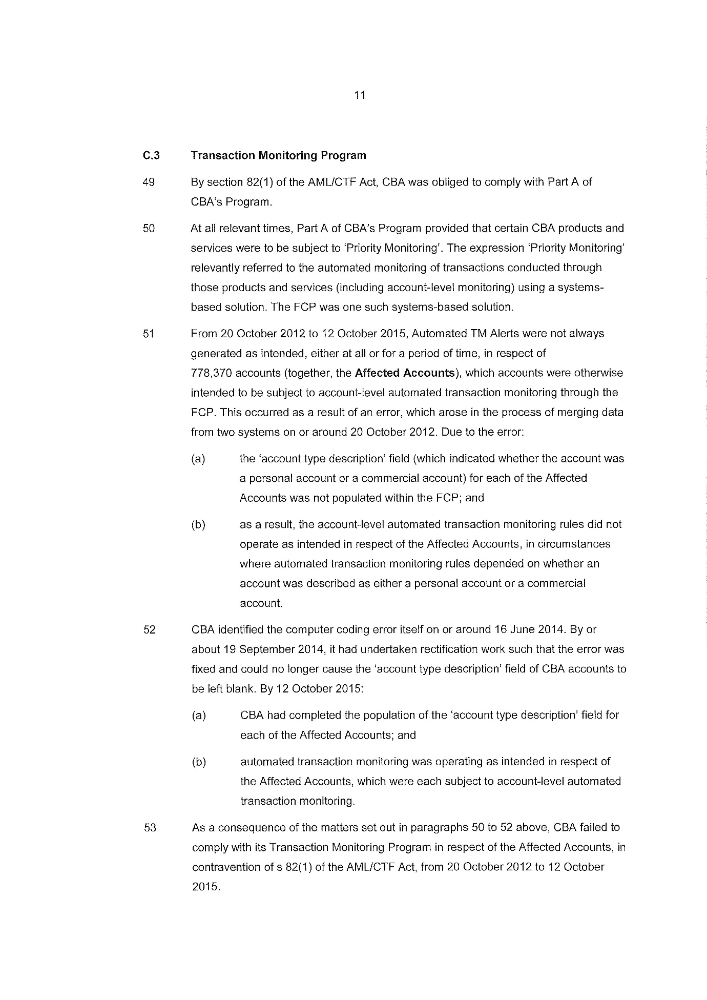 11
C.3 Transaction Monitoring Program
49 By section 82(1) of the AML/CTF Act, CBA was obliged to comply with Part A of
CBA's Program.
50 At all relevant times, Part A of CBA's Program provided that certain CBA products and
services were to be subject to 'Priority Monitoring'. The expression 'Priority Monitoring'
relevantly referred to the automated monitoring of transactions conducted through
those products and services (including account-level monitoring) using a systems-
based solution. The FCP was one such systems-based solution.
51 From 20 October 2012 to 12 October 2015, Automated TM Alerts were not always
generated as intended, either at all or for a period of time, in respect of
778,370 accounts (together, the Affected Accounts), which accounts were otherwise
intended to be subject to account-level automated transaction monitoring through the
FCP. This occurred as a result of an error, which arose in the process of merging data
from two systems on or around 20 October 2012. Due to the error:
(a) the 'account type description' field (which indicated whether the account was
a personal account or a commercial account) for each of the Affected
Accounts was not populated within the FCP; and
(b) as a result, the account-level automated transaction monitoring rules did not
operate as intended in respect of the Affected Accounts, in circumstances
where automated transaction monitoring rules depended on whether an
account was described as either a personal account or a commercial
account.
52 CBA identified the computer coding error itself on or around 16 June 2014. By or
about 19 September 2014, it had undertaken rectification work such that the error was
fixed and could no longer cause the 'account type description' field of CBA accounts to
be left blank. By 12 October 2015:
(a) CBA had completed the population of the 'account type description' field for
each of the Affected Accounts; and
(b) automated transaction monitoring was operating as intended in respect of
the Affected Accounts, which were each subject to account-level automated
transaction monitoring.
53 As a consequence of the matters set out in paragraphs 50 to 52 above, CBA failed to
comply with its Transaction Monitoring Program in respect of the Affected Accounts, in
contravention of s 82(1) of the AML/CTF Act, from 20 October 2012 to 12 October
2015.